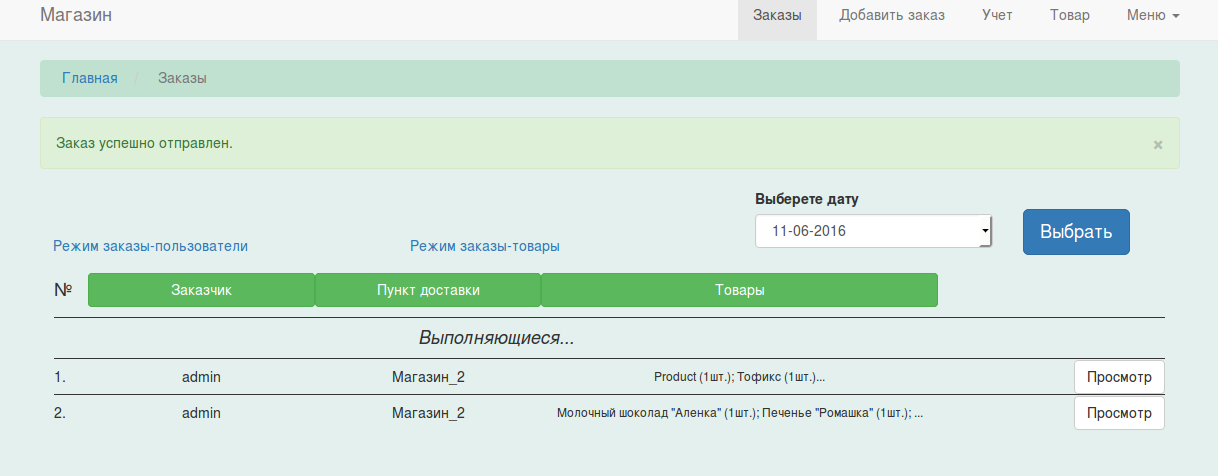 Магазин Заказы Добавить заказ Учет Товар Меню
Главная / Заказы
Заказ успешно отправлен. ×
Выберете дату
11-06-2016 Выбрать
Режим заказы-пользователи Режим заказы-товары
№ Заказчик Пункт доставки Товары
Выполняющиеся...
1. admin Магазин_2 Product (1шт.); Тофикс (1шт.)... Просмотр
2. admin Магазин_2 Молочный шоколад "Аленка" (1шт.); Печенье "Ромашка" (1шт.); ... Просмотр